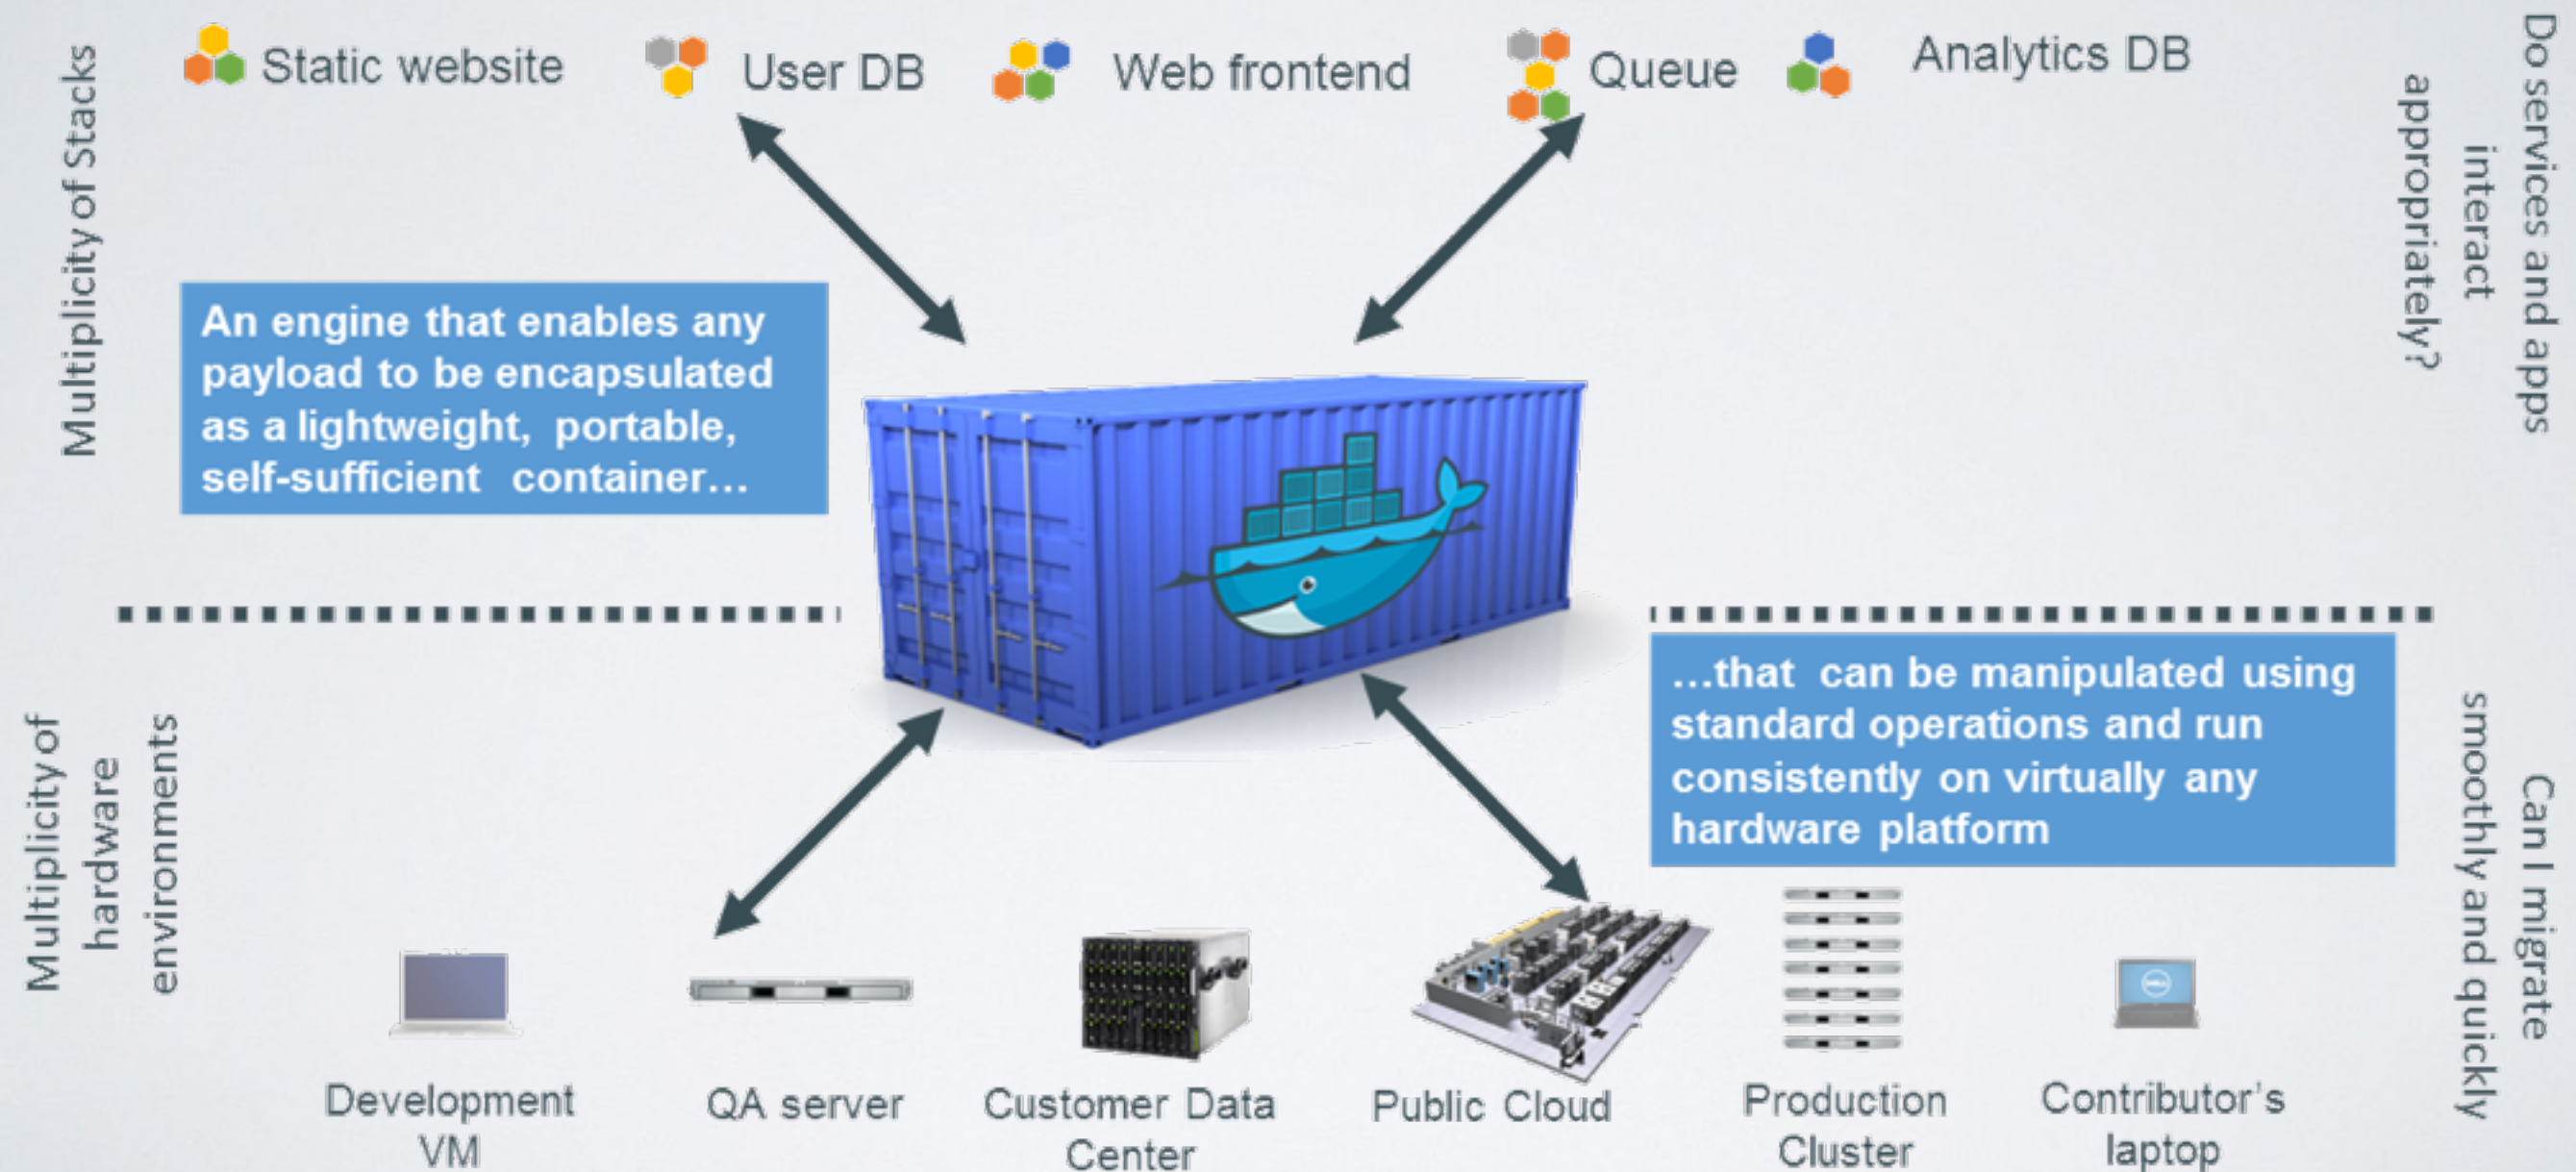 Static website
User DB
Web frontend
Queue
Analytics DB
Multiplicity of Stacks
Do services and apps
interact
appropriately?
An engine that enables any
payload to be encapsulated
as a lightweight, portable,
self-sufficient container...
...that can be manipulated using
standard operations and run
consistently on virtually any
hardware platform
Multiplicity of
hardware
environments
Can I migrate
smoothly and quickly
Development
VM
QA server
Customer Data
Center
Public Cloud
Production
Cluster
DELL
Contributor's
laptop